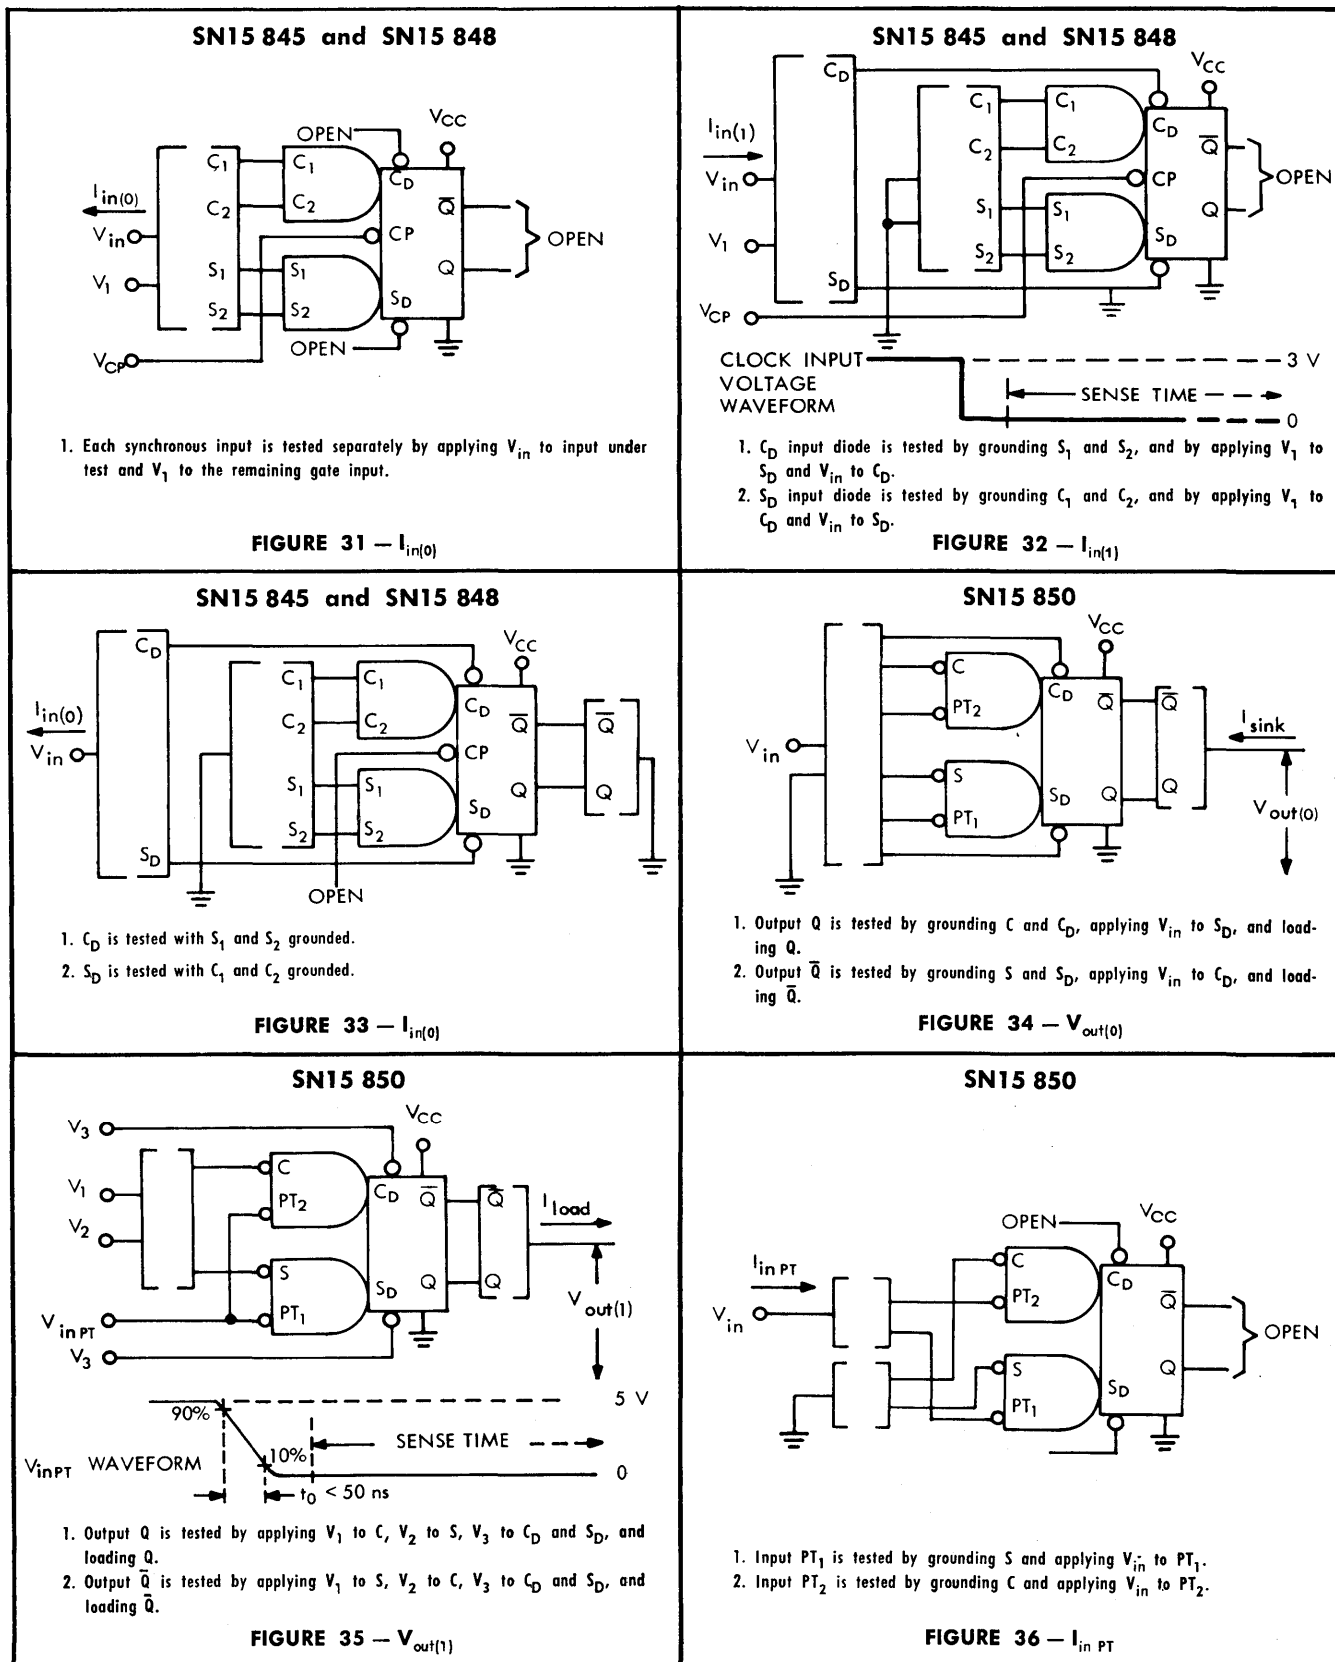 SN15 845 and SN15 848
OPEN
VCC
C1 C1
C2 C2
CD
Q̅
CP
Q
S1 S1
S2 S2
SD
Iin(0)
Vin
V1
VCP
OPEN
OPEN
1. Each synchronous input is tested separately by applying Vin to input under
test and V1 to the remaining gate input.
FIGURE 31 — Iin(0)
SN15 845 and SN15 848
CD
VCC
C1 C1
C2 C2
CD
Q̅
CP
Q
S1 S1
S2 S2
SD
SD
Iin(1)
Vin
V1
VCP
OPEN
CLOCK INPUT
VOLTAGE
WAVEFORM
3 V
SENSE TIME
0
1. CD input diode is tested by grounding S1 and S2, and by applying V1 to
SD and Vin to CD.
2. SD input diode is tested by grounding C1 and C2, and by applying V1 to
CD and Vin to SD.
FIGURE 32 — Iin(1)
SN15 845 and SN15 848
CD
VCC
C1 C1
C2 C2
CD
Q̅ Q̅
CP
Q Q
S1 S1
S2 S2
SD
SD
Iin(0)
Vin
OPEN
1. CD is tested with S1 and S2 grounded.
2. SD is tested with C1 and C2 grounded.
FIGURE 33 — Iin(0)
SN15 850
VCC
C
PT2
CD
Q̅ Q̅
S
PT1
SD
Q Q
Vin
Isink
Vout(0)
1. Output Q is tested by grounding C and CD, applying Vin to SD, and load-
ing Q.
2. Output Q̅ is tested by grounding S and SD, applying Vin to CD, and load-
ing Q̅.
FIGURE 34 — Vout(0)
SN15 850
V3
VCC
C
PT2
CD
Q̅ Q̅
V1
V2
S
PT1
SD
Q Q
Iload
Vout(1)
Vin PT
V3
5 V
90%
10%
SENSE TIME
VinPT WAVEFORM
0
t0 < 50 ns
1. Output Q is tested by applying V1 to C, V2 to S, V3 to CD and SD, and
loading Q.
2. Output Q̅ is tested by applying V1 to S, V2 to C, V3 to CD and SD, and
loading Q̅.
FIGURE 35 — Vout(1)
SN15 850
OPEN
VCC
C
PT2
CD
Q̅
S
PT1
SD
Q
Iin PT
Vin
OPEN
1. Input PT1 is tested by grounding S and applying Vin to PT1.
2. Input PT2 is tested by grounding C and applying Vin to PT2.
FIGURE 36 — Iin PT